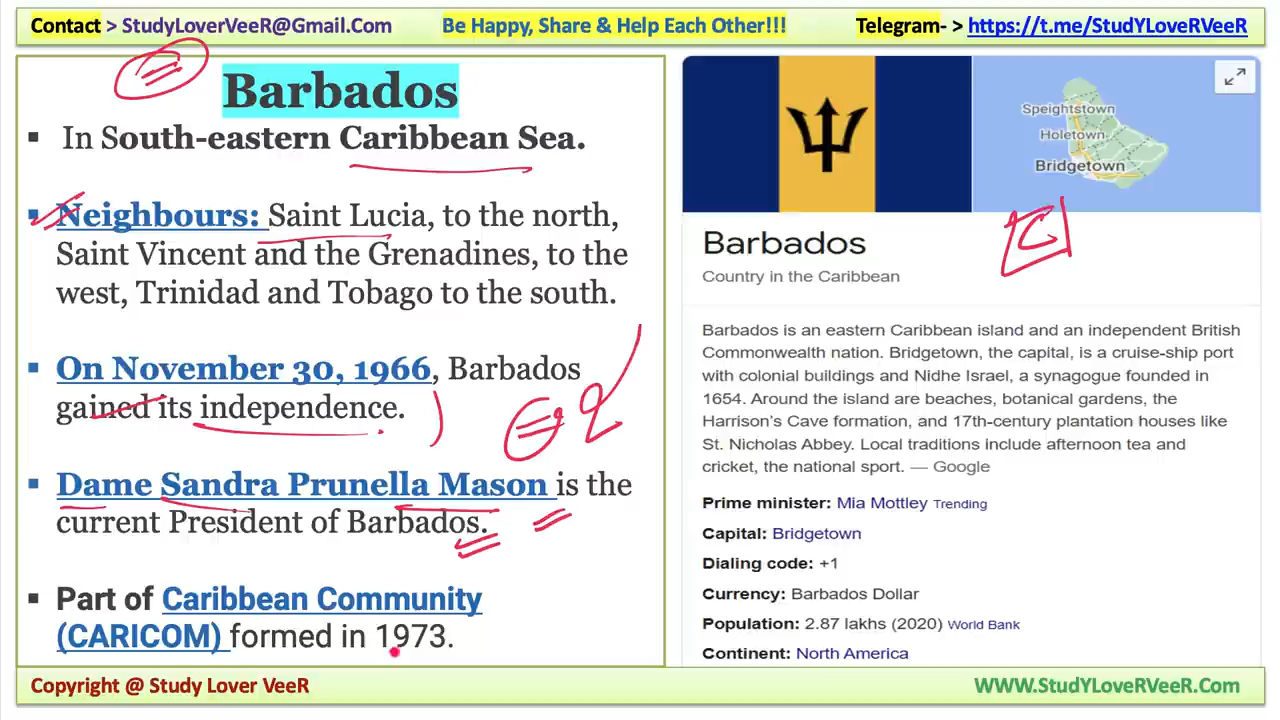 Contact > StudyLoverVeeR@Gmail.Com Be Happy, Share & Help Each Other!!! Telegram- > https://t.me/StudYLoveRVeeR
Barbados
▪ In South-eastern Caribbean Sea.
▪ Neighbours: Saint Lucia, to the north,
Saint Vincent and the Grenadines, to the
west, Trinidad and Tobago to the south.
▪ On November 30, 1966, Barbados
gained its independence.
▪ Dame Sandra Prunella Mason is the
current President of Barbados.
▪ Part of Caribbean Community
(CARICOM) formed in 1973.
Speightstown
Holetown
Bridgetown
Barbados
Country in the Caribbean
Barbados is an eastern Caribbean island and an independent British
Commonwealth nation. Bridgetown, the capital, is a cruise-ship port
with colonial buildings and Nidhe Israel, a synagogue founded in
1654. Around the island are beaches, botanical gardens, the
Harrison's Cave formation, and 17th-century plantation houses like
St. Nicholas Abbey. Local traditions include afternoon tea and
cricket, the national sport. — Google
Prime minister: Mia Mottley Trending
Capital: Bridgetown
Dialing code: +1
Currency: Barbados Dollar
Population: 2.87 lakhs (2020) World Bank
Continent: North America
Copyright @ Study Lover VeeR WWW.StudYLoveRVeeR.Com